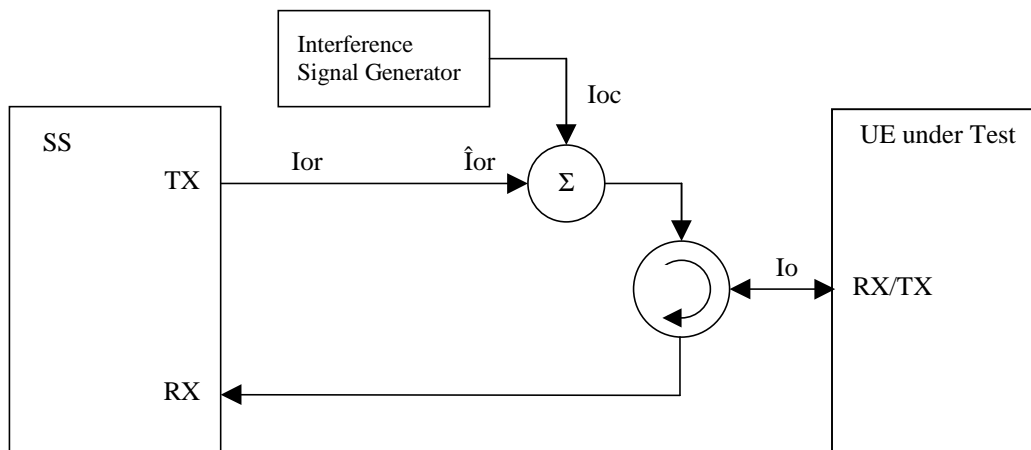 Interference
Signal Generator
Ioc
SS
UE under Test
TX
Ior
Îor
Σ
Io
RX/TX
RX